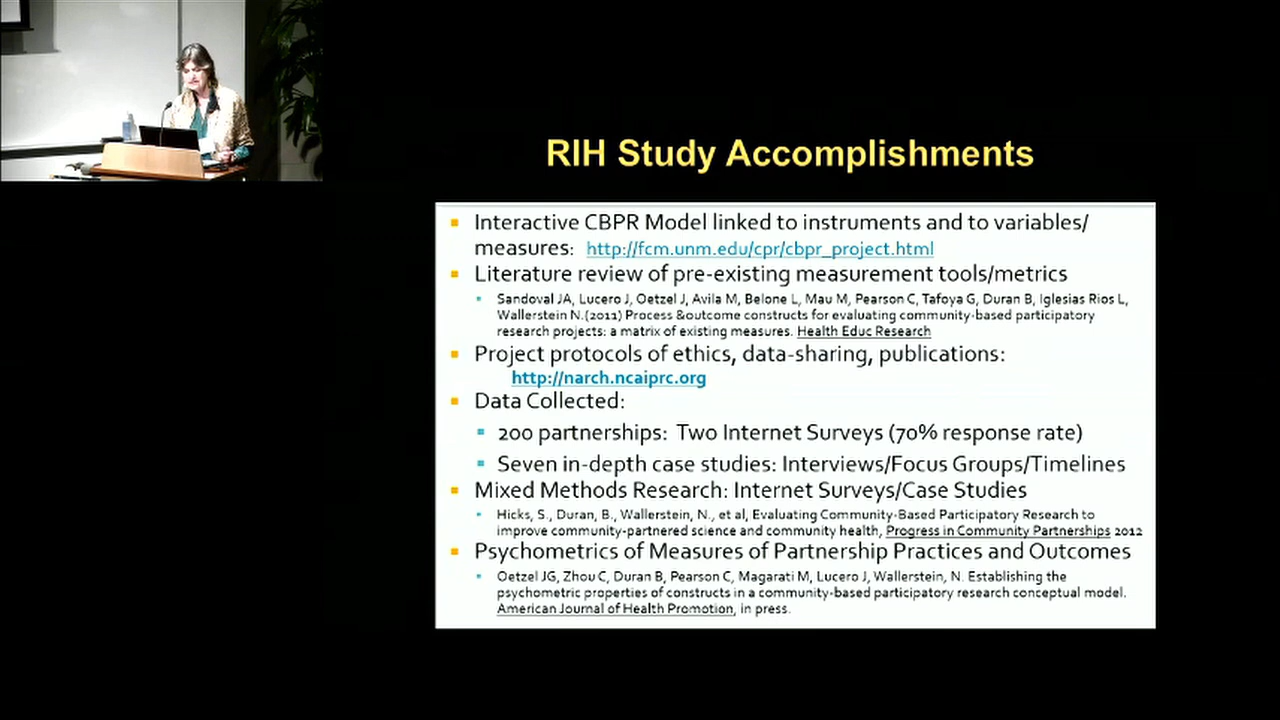 RIH Study Accomplishments
Interactive CBPR Model linked to instruments and to variables/
measures: http://fcm.unm.edu/cpr/cbpr_project.html
Literature review of pre-existing measurement tools/metrics
Sandoval JA, Lucero J, Oetzel J, Avila M, Belone L, Mau M, Pearson C, Tafoya G, Duran B, Iglesias Rios L,
Wallerstein N.(2011) Process &outcome constructs for evaluating community-based participatory
research projects: a matrix of existing measures. Health Educ Research
Project protocols of ethics, data-sharing, publications:
http://narch.ncaiprc.org
Data Collected:
200 partnerships: Two Internet Surveys (70% response rate)
Seven in-depth case studies: Interviews/Focus Groups/Timelines
Mixed Methods Research: Internet Surveys/Case Studies
Hicks, S., Duran, B., Wallerstein, N., et al, Evaluating Community-Based Participatory Research to
improve community-partnered science and community health, Progress in Community Partnerships 2012
Psychometrics of Measures of Partnership Practices and Outcomes
Oetzel JG, Zhou C, Duran B, Pearson C, Magarati M, Lucero J, Wallerstein, N. Establishing the
psychometric properties of constructs in a community-based participatory research conceptual model.
American Journal of Health Promotion, in press.